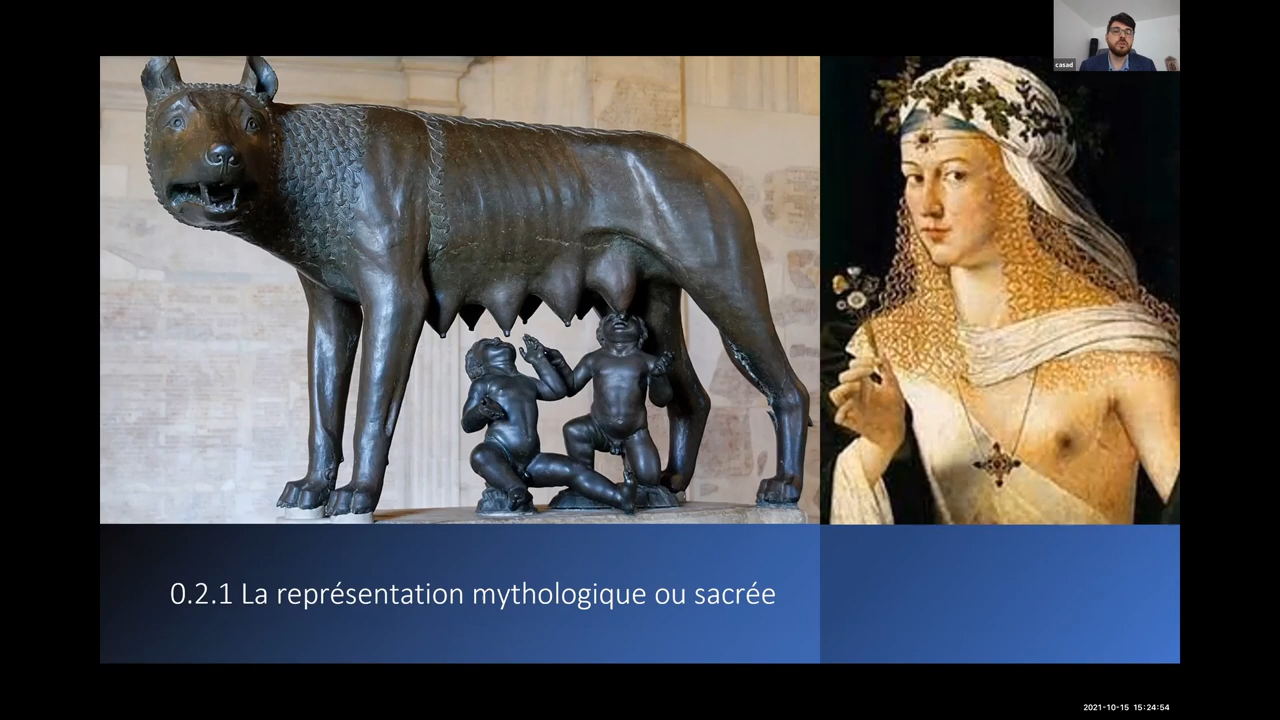 casad
0.2.1 La représentation mythologique ou sacrée
2021-10-15 15:24:54